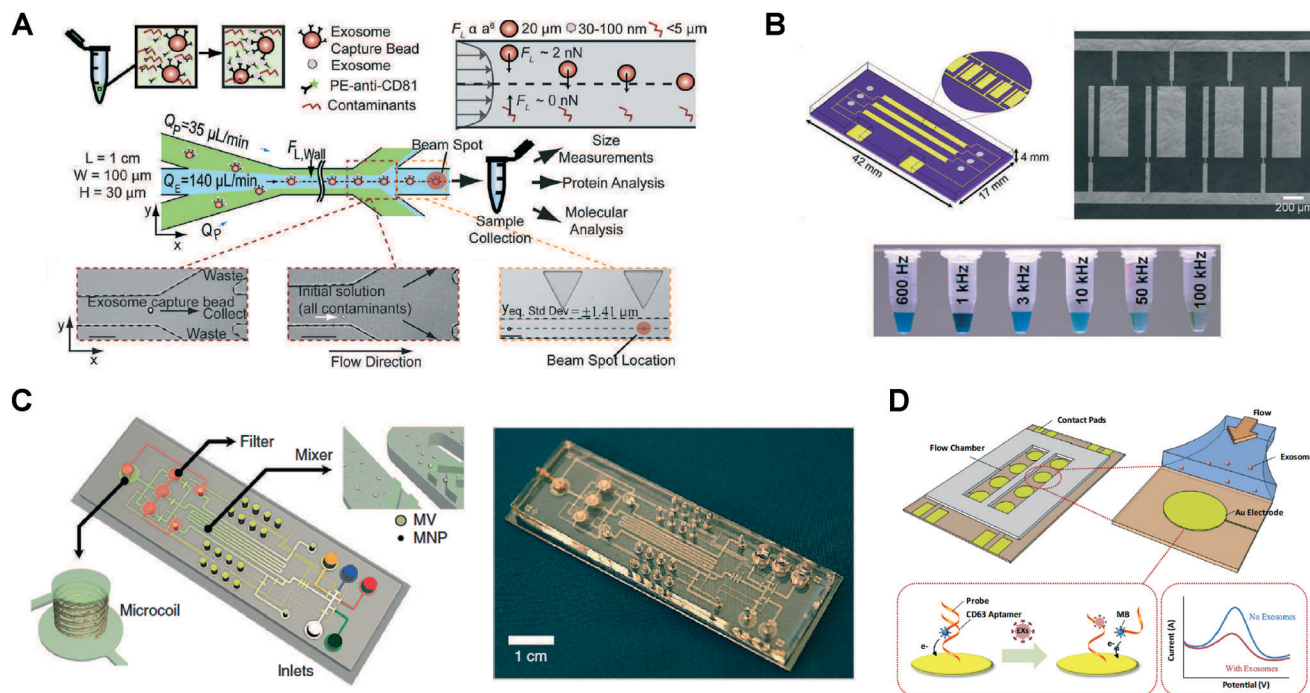 A
Exosome
Capture Bead
Exosome
PE-anti-CD81
Contaminants
F_L α a⁶ 20 μm 30-100 nm <5 μm
F_L ~ 2 nN
F_L ~ 0 nN
Q_P=35 μL/min
F_L,Wall
Beam Spot
L = 1 cm
W = 100 μm
H = 30 μm
Q_E=140 μL/min
Q_P
y
x
Sample
Collection
Size
Measurements
Protein Analysis
Molecular
Analysis
Waste
Exosome capture bead
Collect
Waste
y
x
Initial solution
(all contaminants)
Flow Direction
y_eq. Std Dev = ±1.41 μm
Beam Spot Location
B
42 mm
17 mm
4 mm
200 μm
600 Hz
1 kHz
3 kHz
10 kHz
50 kHz
100 kHz
C
Filter
Mixer
MV
MNP
Microcoil
Inlets
1 cm
D
Contact Pads
Flow Chamber
Flow
Exosom
Au Electrode
Probe
CD63 Aptamer
EXs
MB
e-
e-
Current (A)
No Exosomes
With Exosomes
Potential (V)